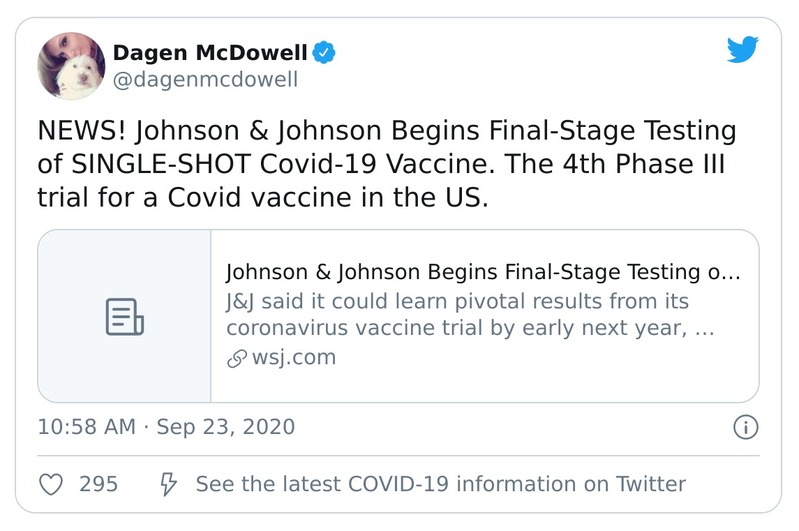 Dagen McDowell
@dagenmcdowell
NEWS! Johnson & Johnson Begins Final-Stage Testing
of SINGLE-SHOT Covid-19 Vaccine. The 4th Phase III
trial for a Covid vaccine in the US.
Johnson & Johnson Begins Final-Stage Testing o...
J&J said it could learn pivotal results from its
coronavirus vaccine trial by early next year, ...
wsj.com
10:58 AM · Sep 23, 2020
295 See the latest COVID-19 information on Twitter